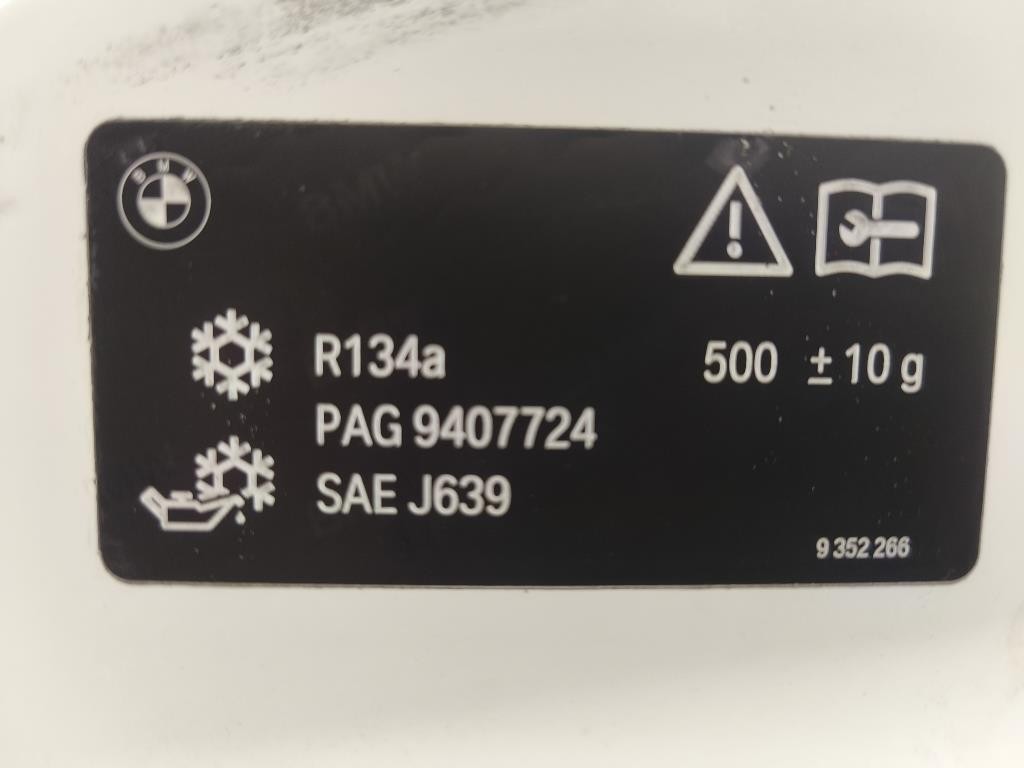 BMW
R134a 500 ± 10 g
PAG 9407724
SAE J639
9 352 266